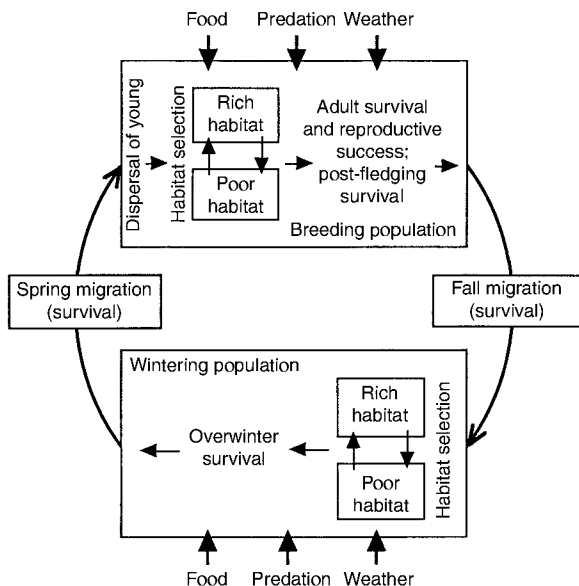 Food Predation Weather
Dispersal of young
Habitat selection
Rich
habitat
Poor
habitat
Adult survival
and reproductive
success;
post-fledging
survival
Breeding population
Spring migration
(survival)
Fall migration
(survival)
Wintering population
Overwinter
survival
Rich
habitat
Poor
habitat
Habitat selection
Food Predation Weather